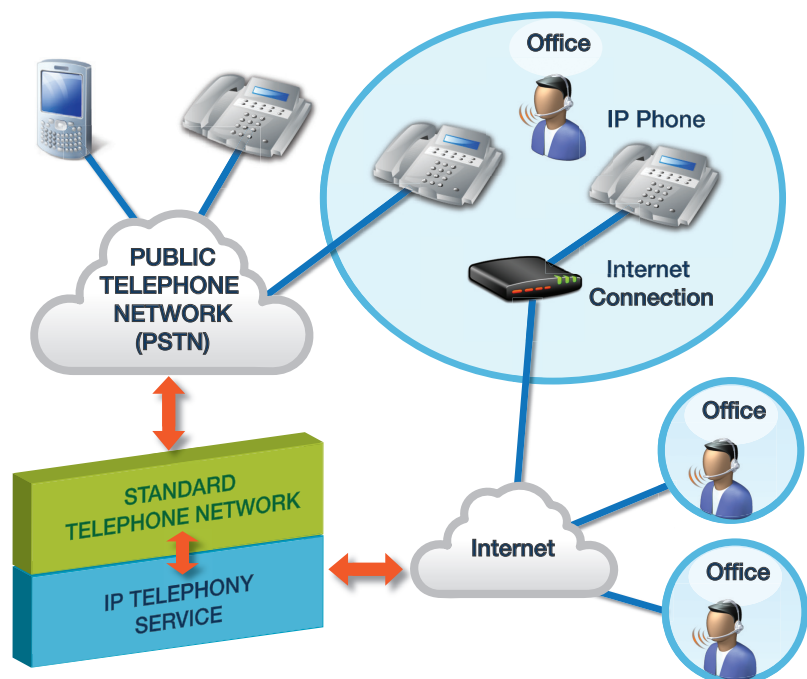 Office
IP Phone
PUBLIC
TELEPHONE
NETWORK
(PSTN)
Internet
Connection
Office
STANDARD
TELEPHONE NETWORK
Internet
IP TELEPHONY
SERVICE
Office